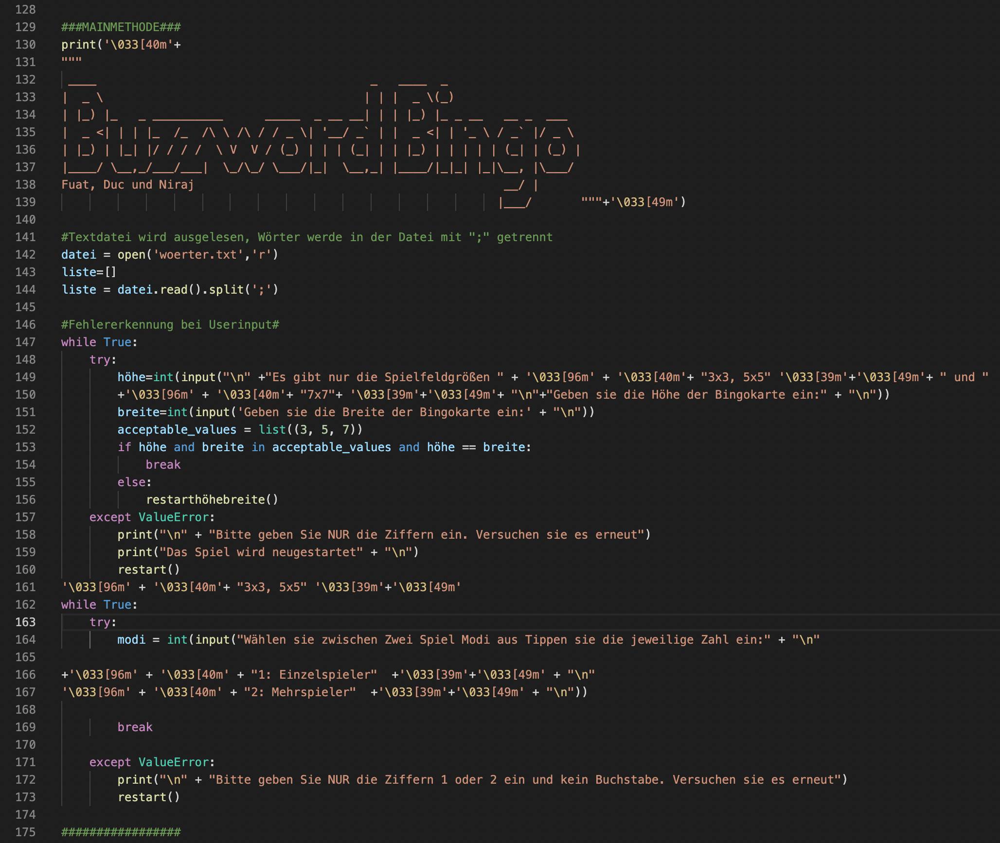 128
129 ###MAINMETHODE###
130 print('\033[40m'+
131 """
132  ____                                       _   ____  _
133 |  _ \                                     | | |  _ \(_)
134 | |_) |_   _ __________      _____  _ __ __| | | |_) |_ _ __   __ _  ___
135 |  _ <| | | |_  /_  /\ \ /\ / / _ \| '__/ _` | |  _ <| | '_ \ / _` |/ _ \
136 | |_) | |_| |/ / / /  \ V  V / (_) | | | (_| | | |_) | | | | | (_| | (_) |
137 |____/ \__,_/___/___|  \_/\_/ \___/|_|  \__,_| |____/|_|_| |_|\__, |\___/
138 Fuat, Duc und Niraj                                            __/ |
139                                                               |___/       """+'\033[49m')
140
141 #Textdatei wird ausgelesen, Wörter werde in der Datei mit ";" getrennt
142 datei = open('woerter.txt','r')
143 liste=[]
144 liste = datei.read().split(';')
145
146 #Fehlererkennung bei Userinput#
147 while True:
148     try:
149         höhe=int(input("\n" +"Es gibt nur die Spielfeldgrößen " + '\033[96m' + '\033[40m'+ "3x3, 5x5" '\033[39m'+'\033[49m'+ " und "
150         +'\033[96m' + '\033[40m'+ "7x7"+ '\033[39m'+'\033[49m'+ "\n"+"Geben sie die Höhe der Bingokarte ein:" + "\n"))
151         breite=int(input('Geben sie die Breite der Bingokarte ein:' + "\n"))
152         acceptable_values = list((3, 5, 7))
153         if höhe and breite in acceptable_values and höhe == breite:
154             break
155         else:
156             restarthöhebreite()
157     except ValueError:
158         print("\n" + "Bitte geben Sie NUR die Ziffern ein. Versuchen sie es erneut")
159         print("Das Spiel wird neugestartet" + "\n")
160         restart()
161 '\033[96m' + '\033[40m'+ "3x3, 5x5" '\033[39m'+'\033[49m'
162 while True:
163     try:
164         modi = int(input("Wählen sie zwischen Zwei Spiel Modi aus Tippen sie die jeweilige Zahl ein:" + "\n"
165
166 +'\033[96m' + '\033[40m' + "1: Einzelspieler"  +'\033[39m'+'\033[49m' + "\n"
167 '\033[96m' + '\033[40m' + "2: Mehrspieler"  +'\033[39m'+'\033[49m' + "\n"))
168
169         break
170
171     except ValueError:
172         print("\n" + "Bitte geben Sie NUR die Ziffern 1 oder 2 ein und kein Buchstabe. Versuchen sie es erneut")
173         restart()
174
175 #################